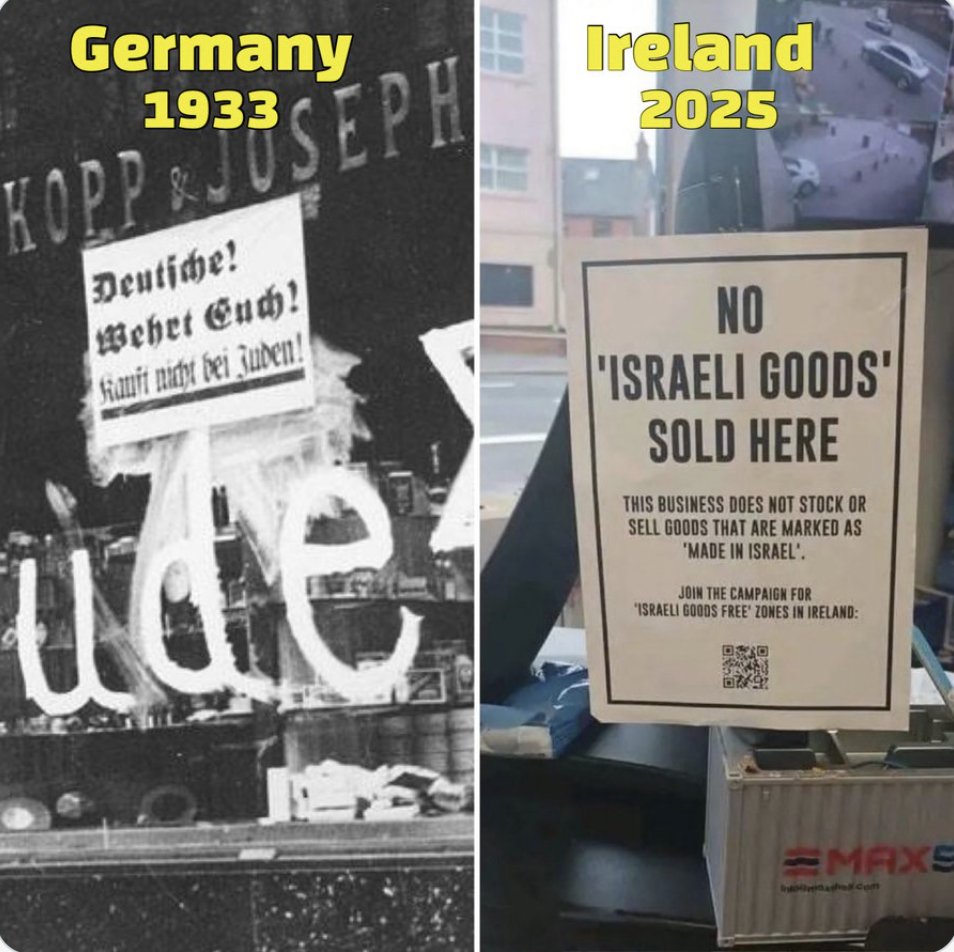 Germany
1933
KOPP & JOSEPH
Deutsche!
Wehrt Euch!
Kauft nicht bei Juden!
ude
Ireland
2025
NO
'ISRAELI GOODS'
SOLD HERE
THIS BUSINESS DOES NOT STOCK OR
SELL GOODS THAT ARE MARKED AS
'MADE IN ISRAEL'.
JOIN THE CAMPAIGN FOR
'ISRAELI GOODS FREE' ZONES IN IRELAND:
MAXS